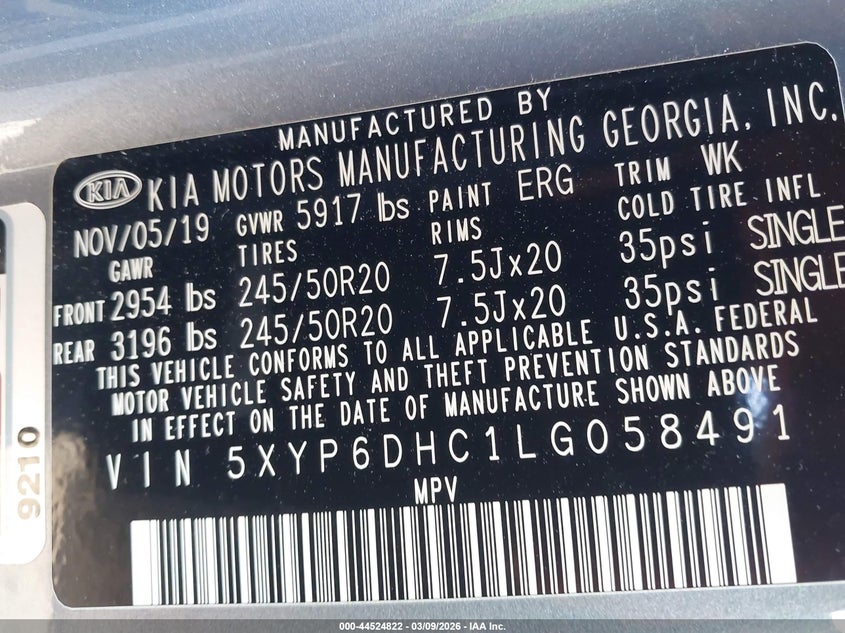 MANUFACTURED BY
KIA KIA MOTORS MANUFACTURING GEORGIA, INC.
NOV/05/19 GVWR 5917 lbs PAINT ERG TRIM WK
GAWR TIRES RIMS COLD TIRE INFL
FRONT 2954 lbs 245/50R20 7.5Jx20 35psi SINGLE
REAR 3196 lbs 245/50R20 7.5Jx20 35psi SINGLE
THIS VEHICLE CONFORMS TO ALL APPLICABLE U.S.A. FEDERAL
MOTOR VEHICLE SAFETY AND THEFT PREVENTION STANDARDS
IN EFFECT ON THE DATE OF MANUFACTURE SHOWN ABOVE
VIN 5XYP6DHC1LG058491
MPV
9210
000-44524822 | 03/09/2026 - IAA Inc.